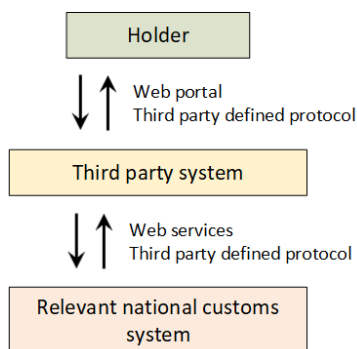 Holder
Web portal
Third party defined protocol
Third party system
Web services
Third party defined protocol
Relevant national customs
system